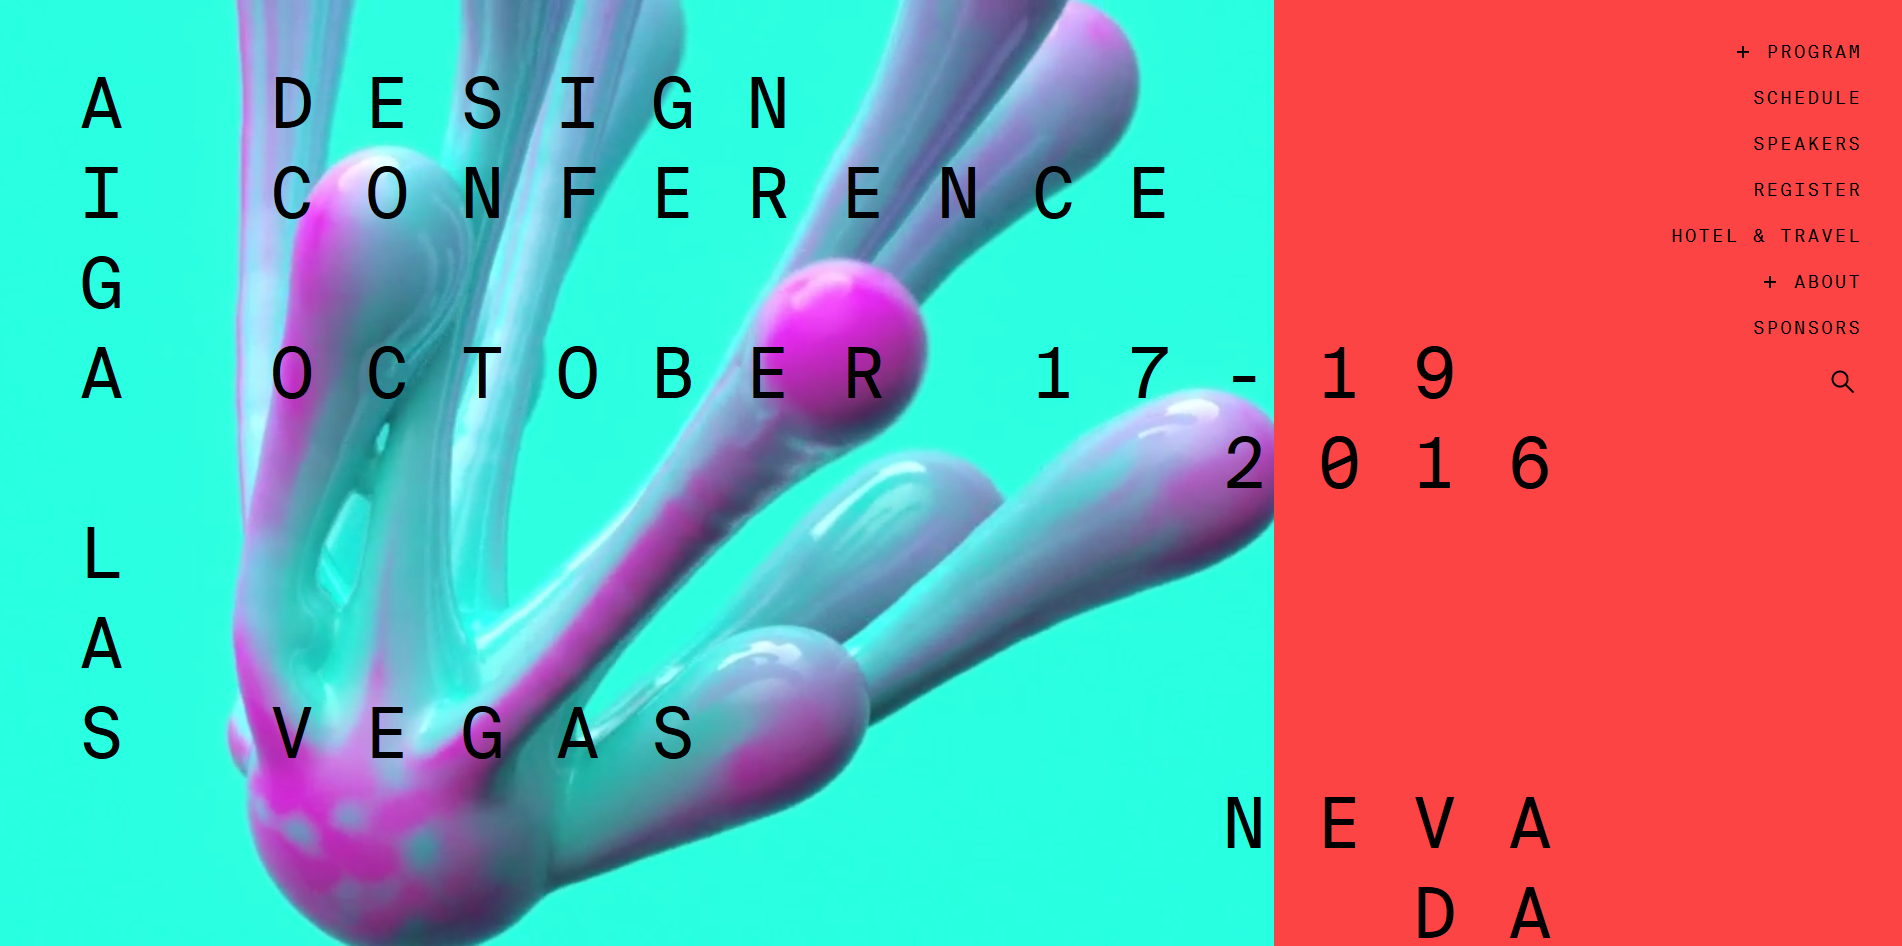 A DESIGN
I CONFERENCE
G
A OCTOBER 17-19
2016
L
A
S VEGAS
NEVA
DA
+ PROGRAM
SCHEDULE
SPEAKERS
REGISTER
HOTEL & TRAVEL
+ ABOUT
SPONSORS